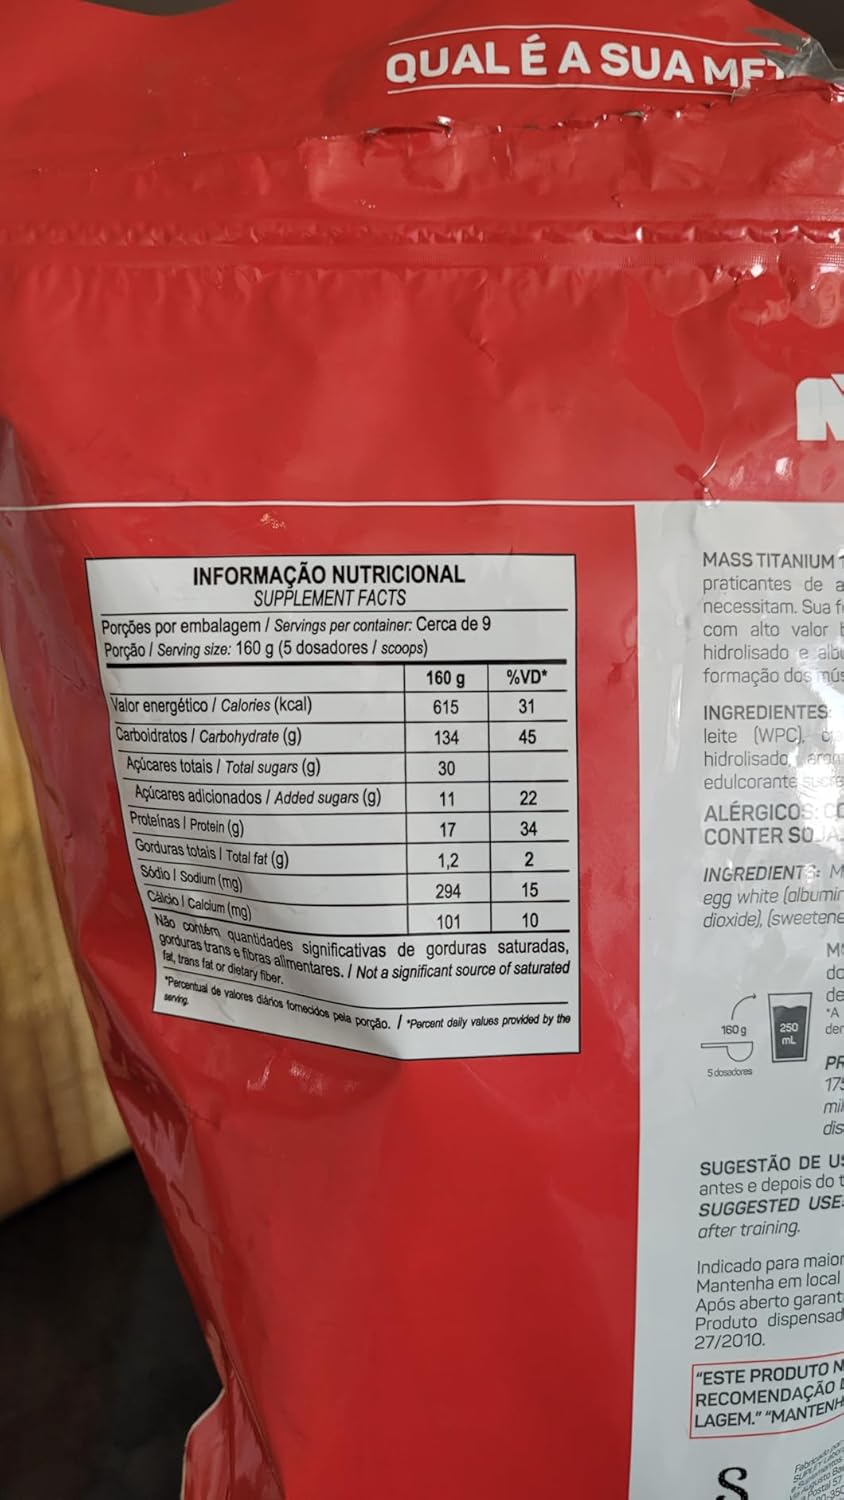 QUAL É A SUA
INFORMAÇÃO NUTRICIONAL
SUPPLEMENT FACTS
Porções por embalagem / Servings per container: Cerca de 9
Porção / Serving size: 160 g (5 dosadores / scoops)
160 g %VD*
Valor energético / Calories (kcal) 615 31
Carboidratos / Carbohydrate (g) 134 45
Açúcares totais / Total sugars (g) 30
Açúcares adicionados / Added sugars (g) 11 22
Proteínas / Protein (g) 17 34
Gorduras totais / Total fat (g) 1,2 2
Sódio / Sodium (mg) 294 15
Cálcio / Calcium (mg) 101 10
Não contém quantidades significativas de gorduras saturadas,
gorduras trans e fibras alimentares. / Not a significant source of saturated
fat, trans fat or dietary fiber.
*Percentual de valores diários fornecidos pela porção. / *Percent daily values provided by the
serving.
MASS TITANIUM
praticantes de
necessitam. Sua
com alto valor
hidrolisado e
formação dos
INGREDIENTES:
leite (WPC),
hidrolisado,
edulcorante
ALÉRGICOS:
CONTER SOJA
INGREDIENTS:
egg white (albumin
dioxide), (sweetene
160 g
250
mL
5 dosadores
*A
SUGESTÃO DE
antes e depois do
SUGGESTED USE:
after training.
Indicado para maior
Mantenha em local
Após aberto
Produto
27/2010.
"ESTE PRODUTO
RECOMENDAÇÃO
LAGEM." "MANTENH
Fabricado por